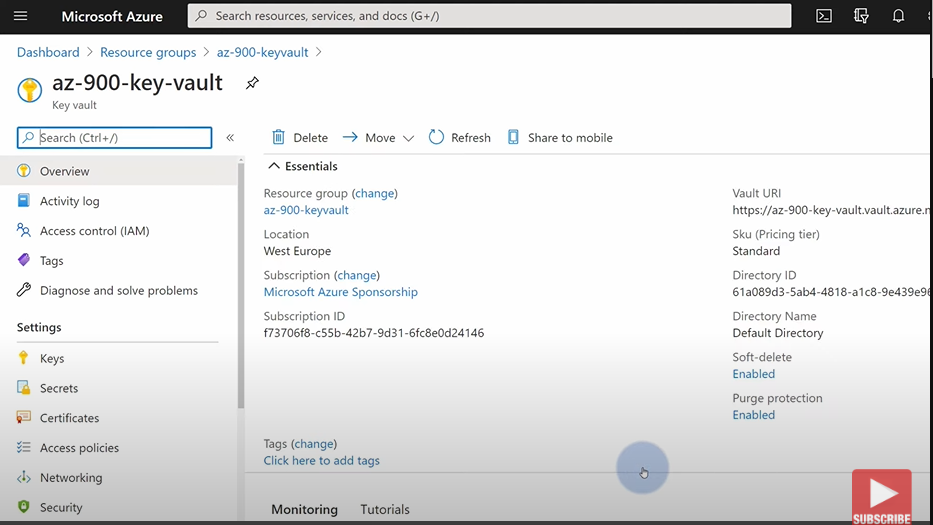 Microsoft Azure
Search resources, services, and docs (G+/)
Dashboard > Resource groups > az-900-keyvault >
az-900-key-vault
Key vault
Search (Ctrl+/)
«
Delete
Move
Refresh
Share to mobile
Overview
Activity log
Access control (IAM)
Tags
Diagnose and solve problems
Settings
Keys
Secrets
Certificates
Access policies
Networking
Security
Essentials
Resource group (change)
az-900-keyvault
Location
West Europe
Subscription (change)
Microsoft Azure Sponsorship
Subscription ID
f73706f8-c55b-42b7-9d31-6fc8e0d24146
Vault URI
https://az-900-key-vault.vault.azure.n
Sku (Pricing tier)
Standard
Directory ID
61a089d3-5ab4-4818-a1c8-9e439e96
Directory Name
Default Directory
Soft-delete
Enabled
Purge protection
Enabled
Tags (change)
Click here to add tags
Monitoring
Tutorials
SUBSCRIBE